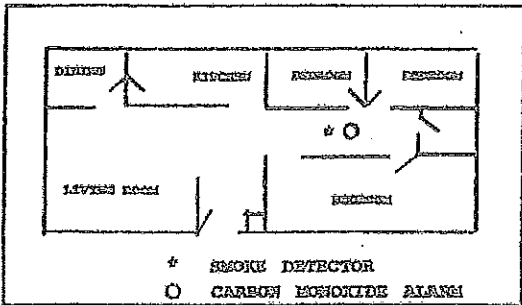 DINING KITCHEN BEDROOM BEDROOM
* O
LIVING ROOM BEDROOM
* SMOKE DETECTOR
O CARBON MONOXIDE ALARM